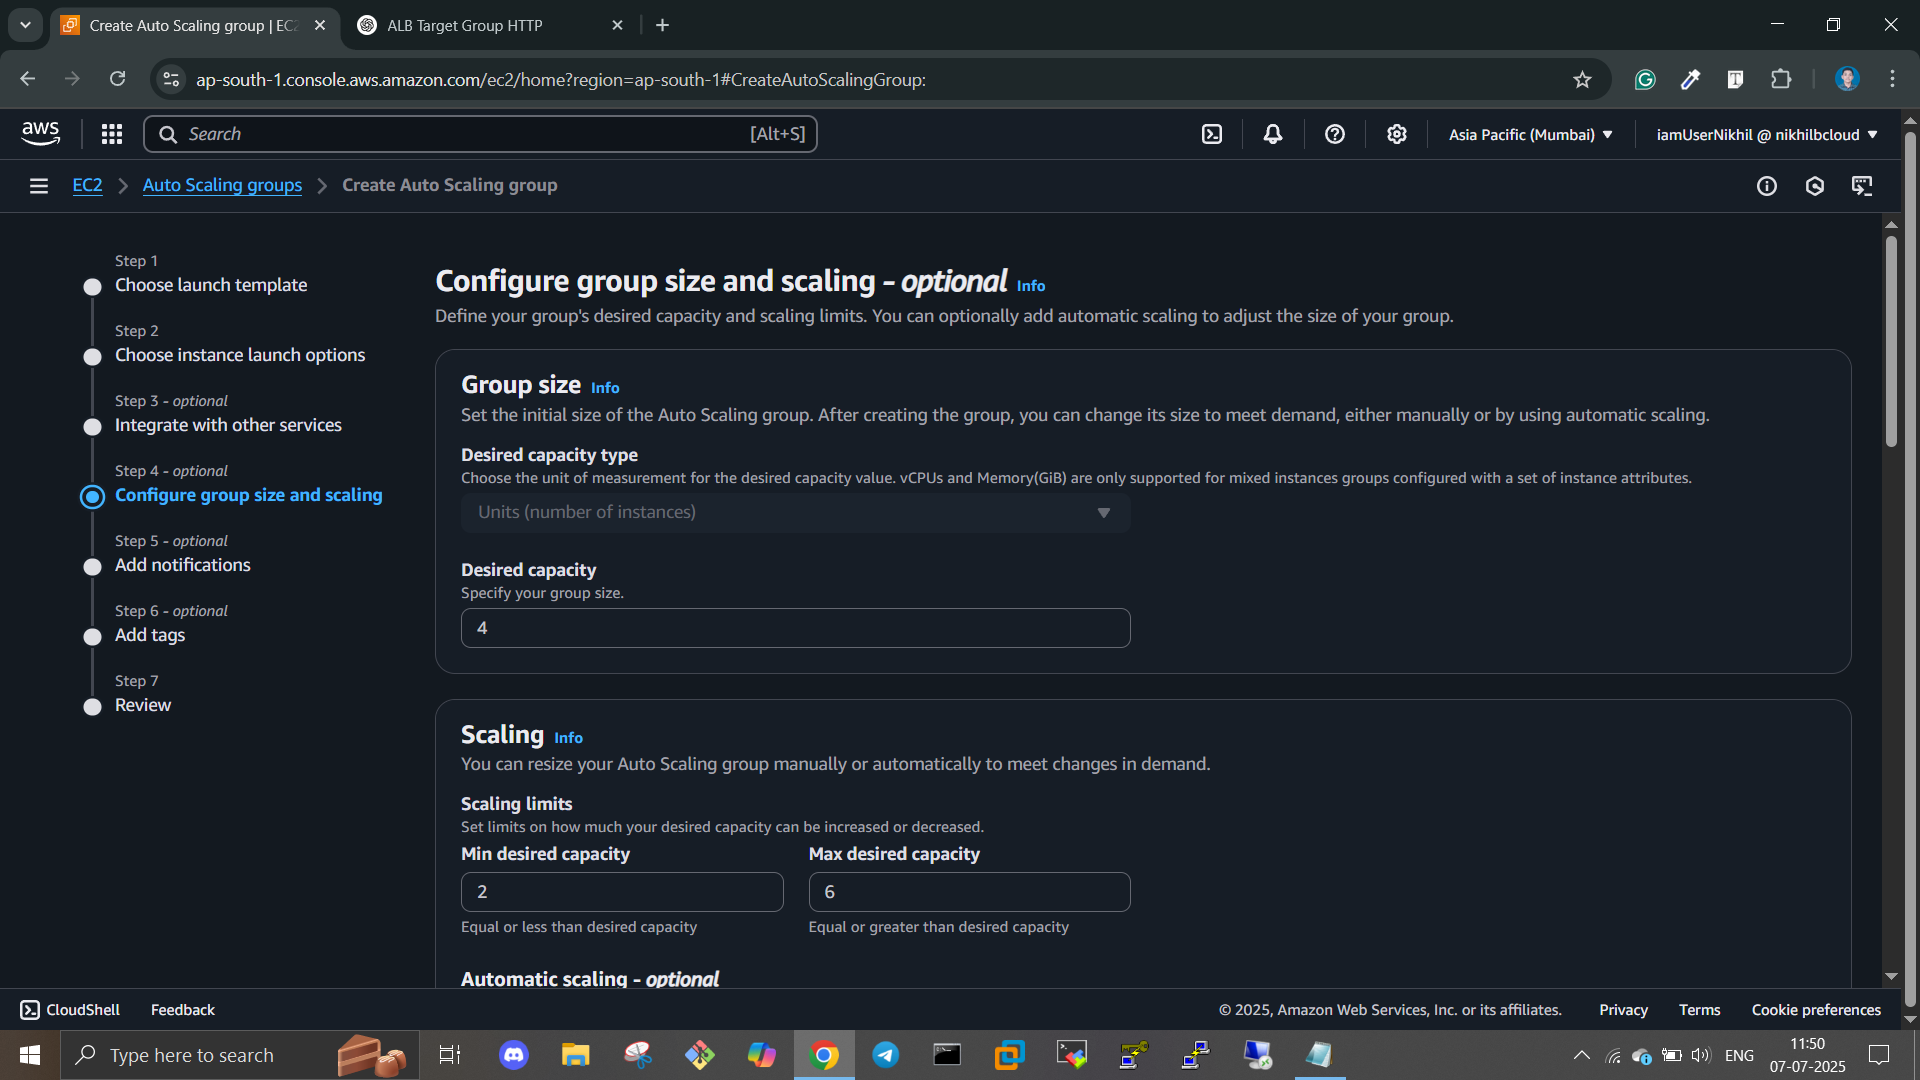 Create Auto Scaling group | EC2
ALB Target Group HTTP
ap-south-1.console.aws.amazon.com/ec2/home?region=ap-south-1#CreateAutoScalingGroup:
aws
Search
[Alt+S]
Asia Pacific (Mumbai)
iamUserNikhil @ nikhilbcloud
EC2
Auto Scaling groups
Create Auto Scaling group
Step 1
Choose launch template
Step 2
Choose instance launch options
Step 3 - optional
Integrate with other services
Step 4 - optional
Configure group size and scaling
Step 5 - optional
Add notifications
Step 6 - optional
Add tags
Step 7
Review
Configure group size and scaling - optional Info
Define your group's desired capacity and scaling limits. You can optionally add automatic scaling to adjust the size of your group.
Group size Info
Set the initial size of the Auto Scaling group. After creating the group, you can change its size to meet demand, either manually or by using automatic scaling.
Desired capacity type
Choose the unit of measurement for the desired capacity value. vCPUs and Memory(GiB) are only supported for mixed instances groups configured with a set of instance attributes.
Units (number of instances)
Desired capacity
Specify your group size.
4
Scaling Info
You can resize your Auto Scaling group manually or automatically to meet changes in demand.
Scaling limits
Set limits on how much your desired capacity can be increased or decreased.
Min desired capacity
Max desired capacity
2
6
Equal or less than desired capacity
Equal or greater than desired capacity
Automatic scaling - optional
CloudShell
Feedback
© 2025, Amazon Web Services, Inc. or its affiliates.
Privacy
Terms
Cookie preferences
Type here to search
ENG
11:50
07-07-2025